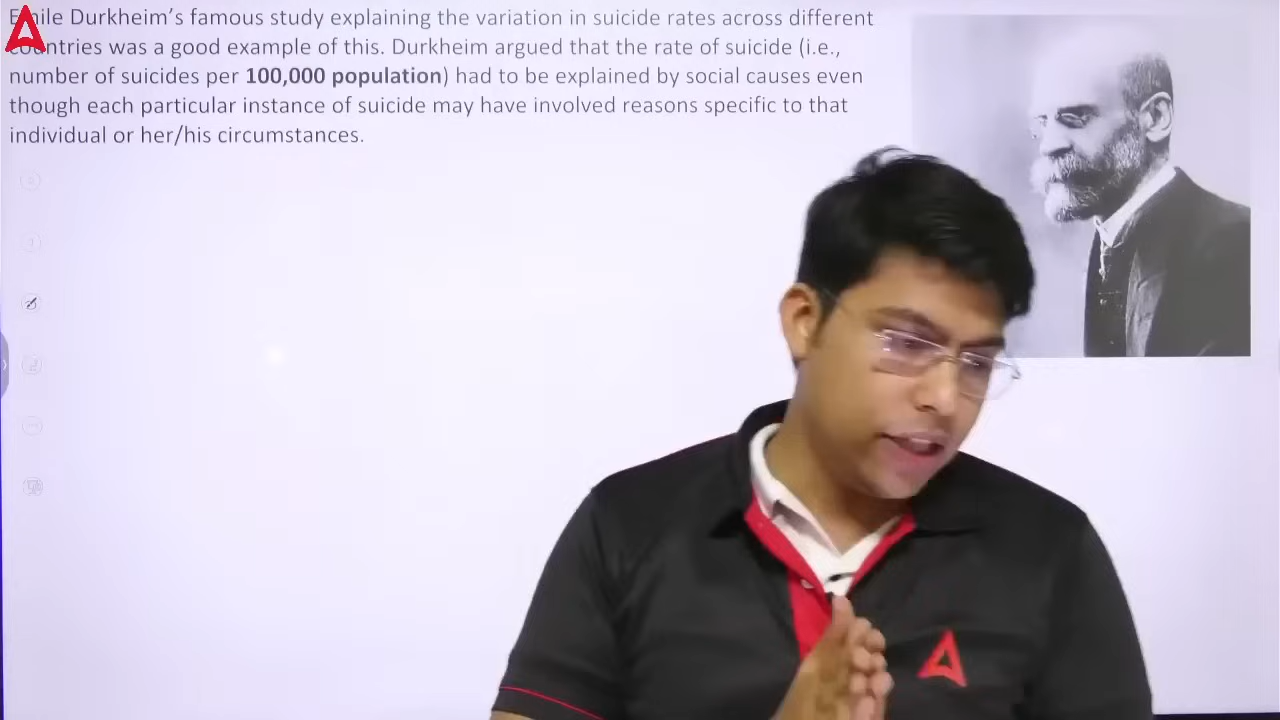 Emile Durkheim's famous study explaining the variation in suicide rates across different
countries was a good example of this. Durkheim argued that the rate of suicide (i.e.,
number of suicides per 100,000 population) had to be explained by social causes even
though each particular instance of suicide may have involved reasons specific to that
individual or her/his circumstances.